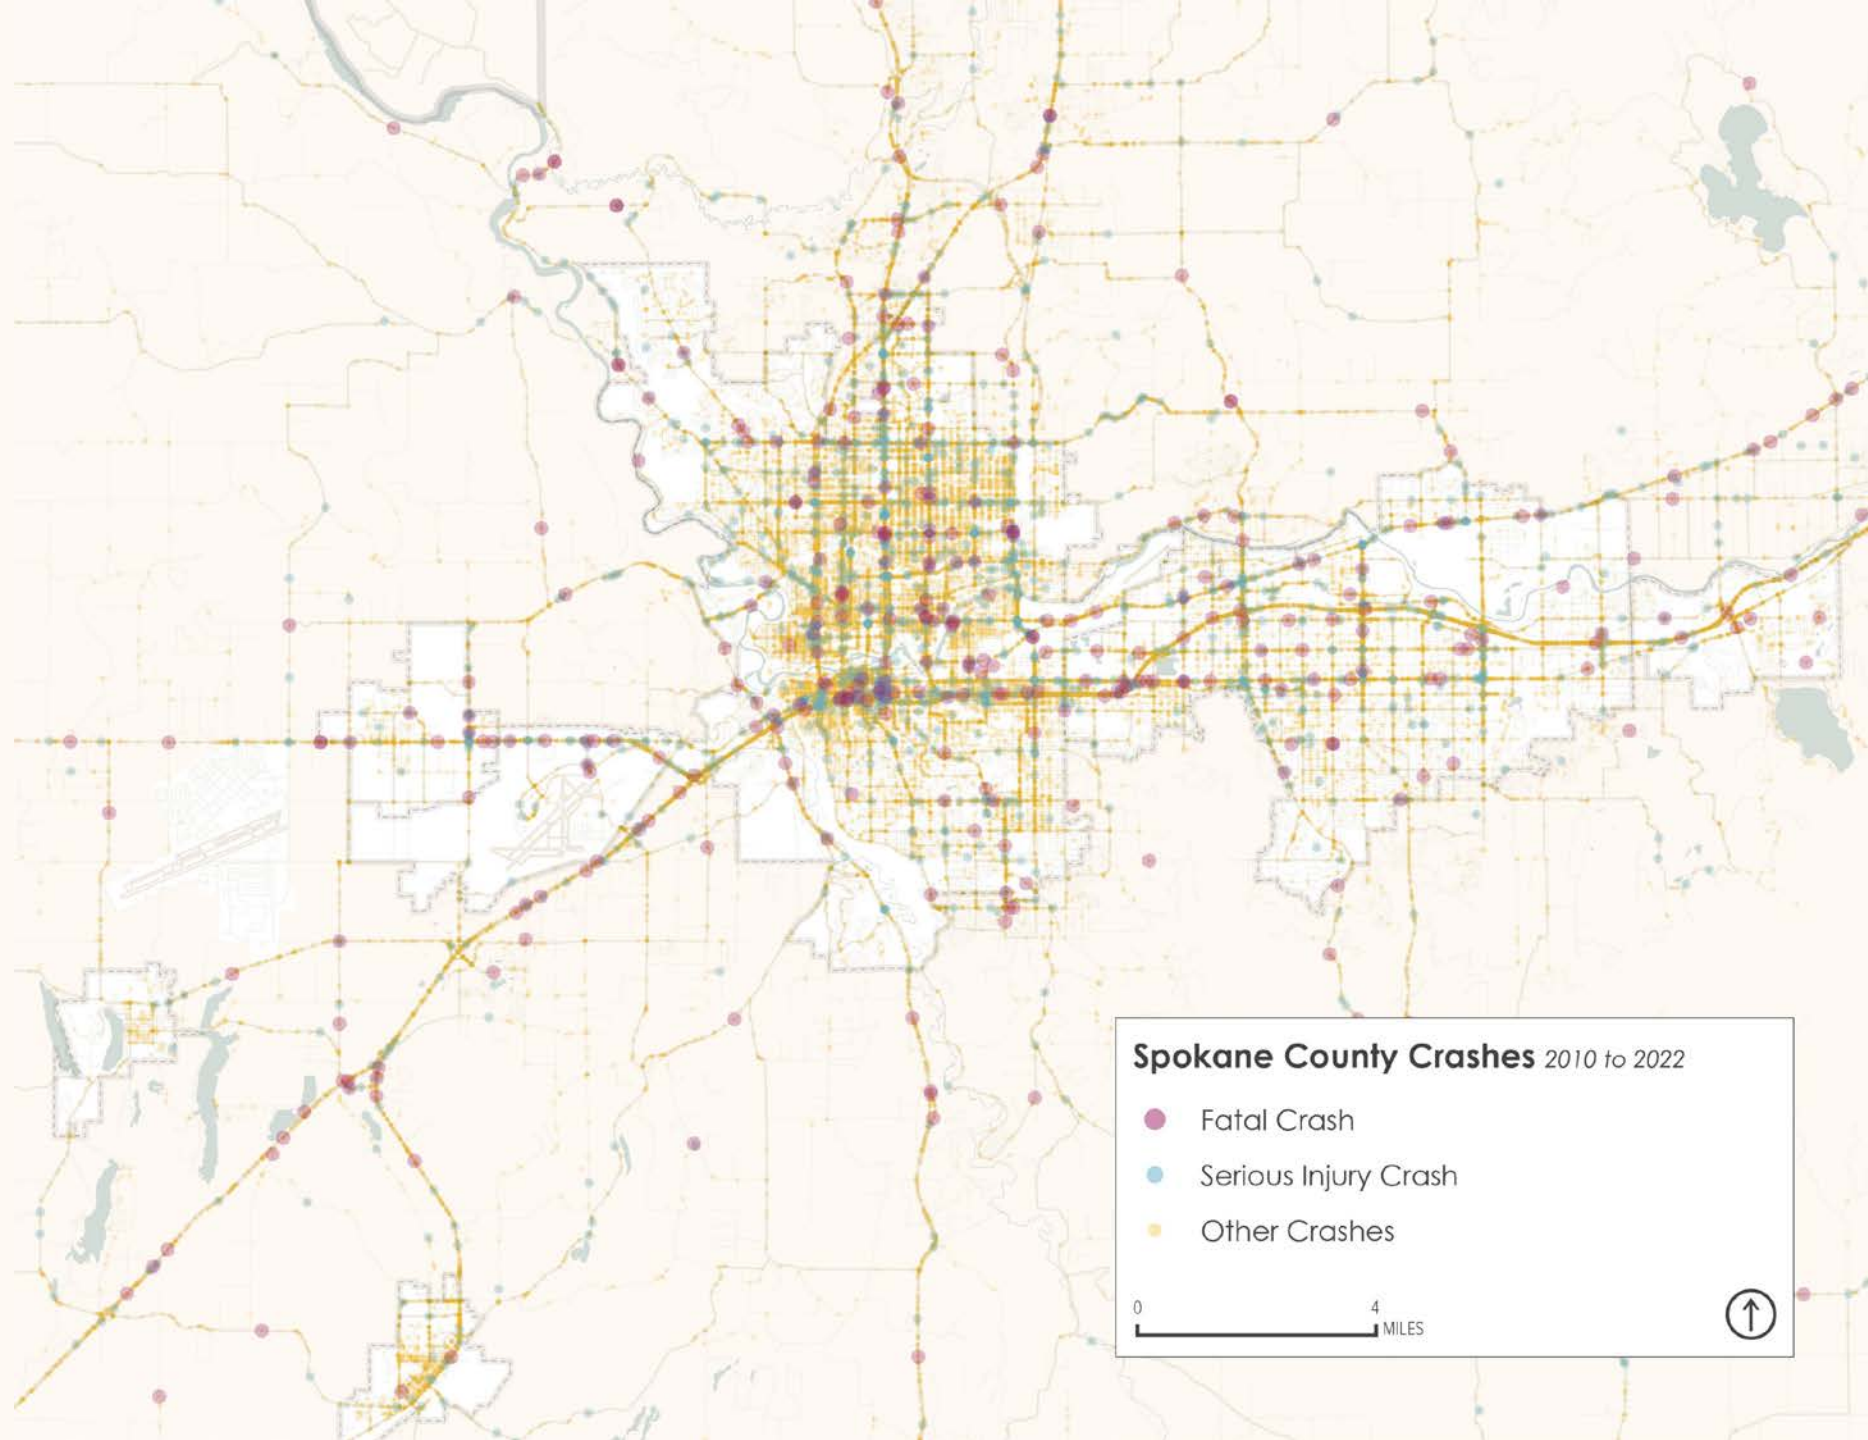 Spokane County Crashes 2010 to 2022
Fatal Crash
Serious Injury Crash
Other Crashes
0 4
MILES